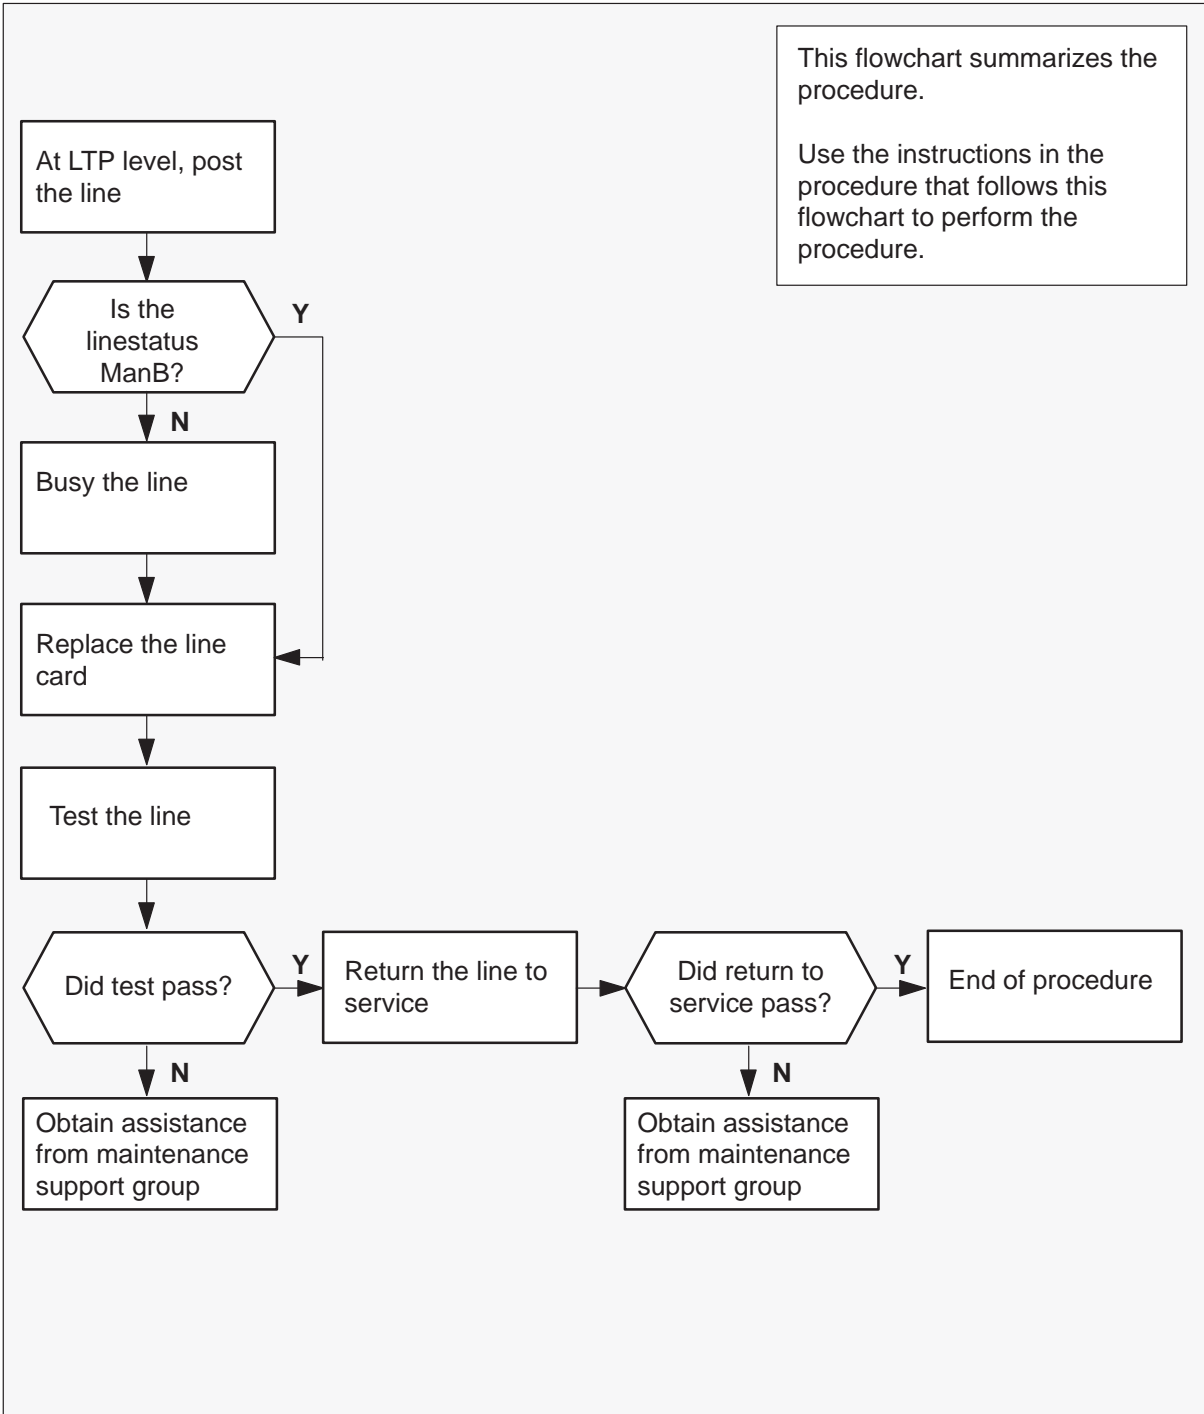 This flowchart summarizes the
procedure.
Use the instructions in the
procedure that follows this
flowchart to perform the
procedure.
At LTP level, post
the line
Is the
linestatus
ManB?
Y
N
Busy the line
Replace the line
card
Test the line
Did test pass?
Y
Return the line to
service
Did return to
service pass?
Y
End of procedure
N
Obtain assistance
from maintenance
support group
N
Obtain assistance
from maintenance
support group